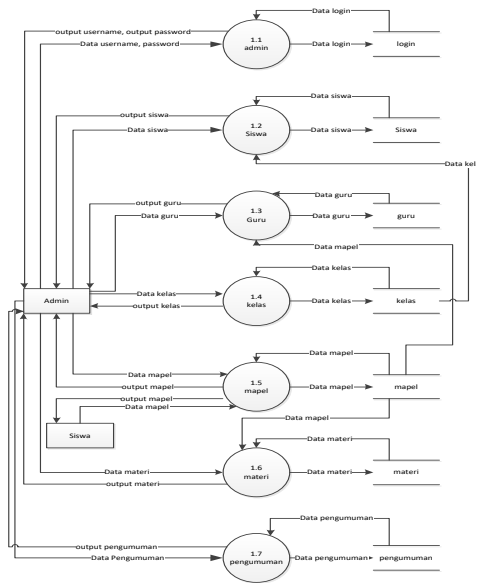 Data login
output username, output password
Data username, password
1.1
admin
Data login
login
Data siswa
output siswa
Data siswa
1.2
Siswa
Data siswa
Siswa
Data kel
Data guru
output guru
Data guru
1.3
Guru
Data guru
guru
Data mapel
Data kelas
Admin
Data kelas
output kelas
1.4
kelas
Data kelas
kelas
Data mapel
Data mapel
output mapel
1.5
mapel
Data mapel
mapel
output mapel
Data mapel
Siswa
Data mapel
Data materi
Data materi
output materi
1.6
materi
Data materi
materi
Data pengumuman
output pengumuman
Data Pengumuman
1.7
pengumuman
Data pengumuman
pengumuman